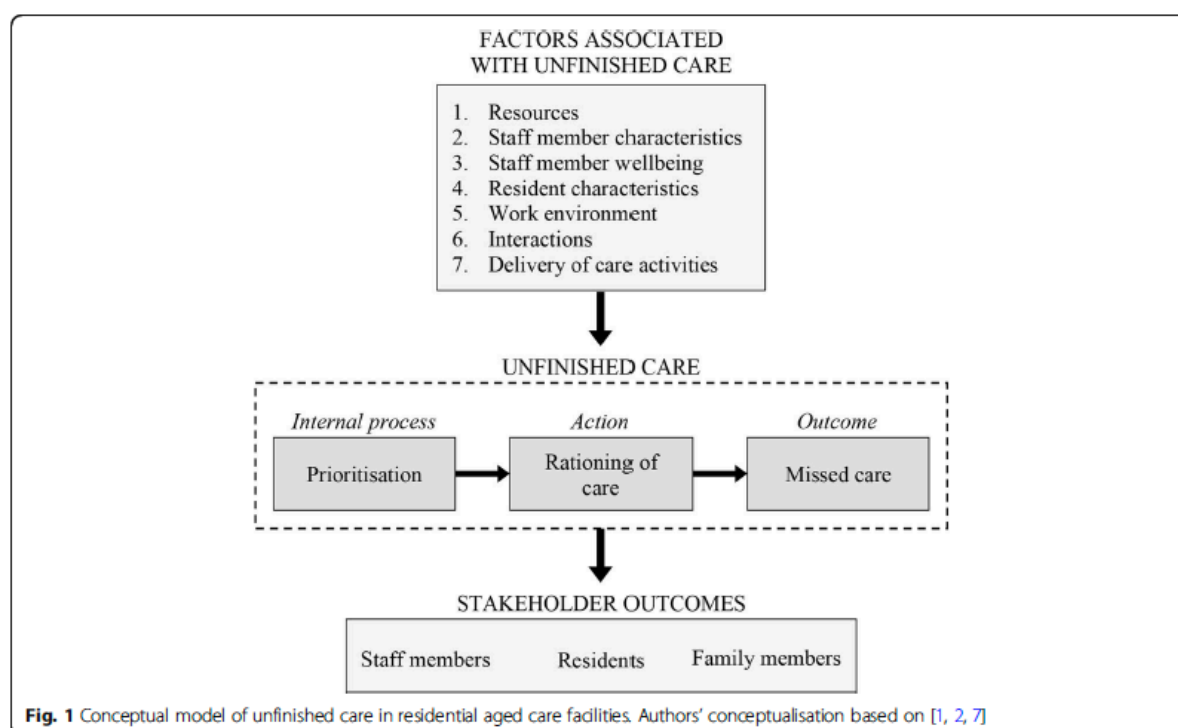 FACTORS ASSOCIATED
WITH UNFINISHED CARE
1. Resources
2. Staff member characteristics
3. Staff member wellbeing
4. Resident characteristics
5. Work environment
6. Interactions
7. Delivery of care activities
UNFINISHED CARE
Internal process
Prioritisation
Action
Rationing of
care
Outcome
Missed care
STAKEHOLDER OUTCOMES
Staff members Residents Family members
Fig. 1 Conceptual model of unfinished care in residential aged care facilities. Authors' conceptualisation based on [1, 2, 7]